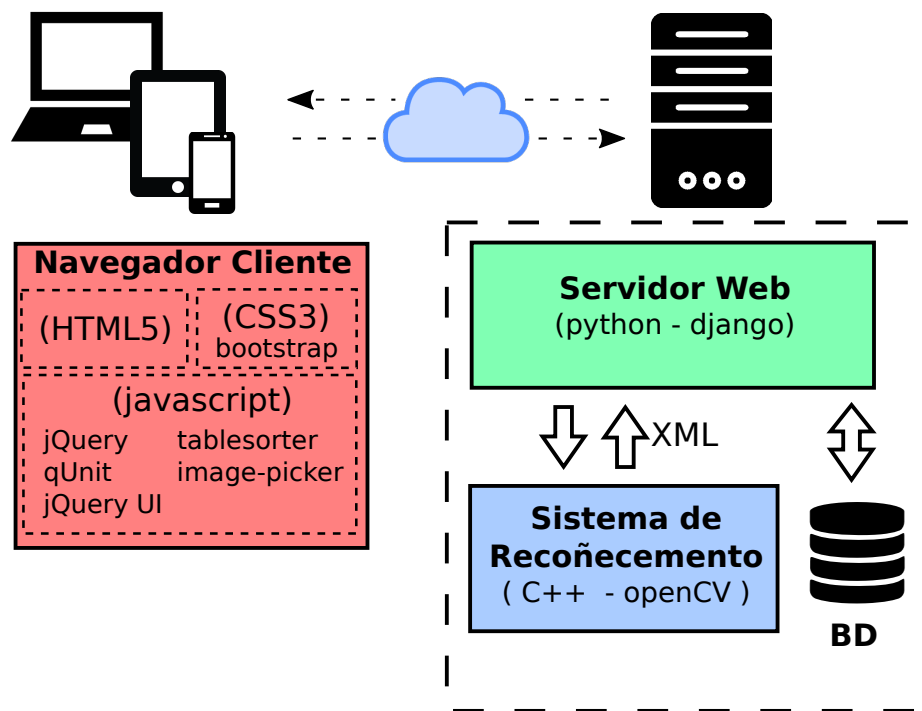 Navegador Cliente
(HTML5)
(CSS3)
bootstrap
(javascript)
jQuery
tablesorter
qUnit
image-picker
jQuery UI
Servidor Web
(python - django)
XML
Sistema de
Recoñecemento
( C++ - openCV )
BD